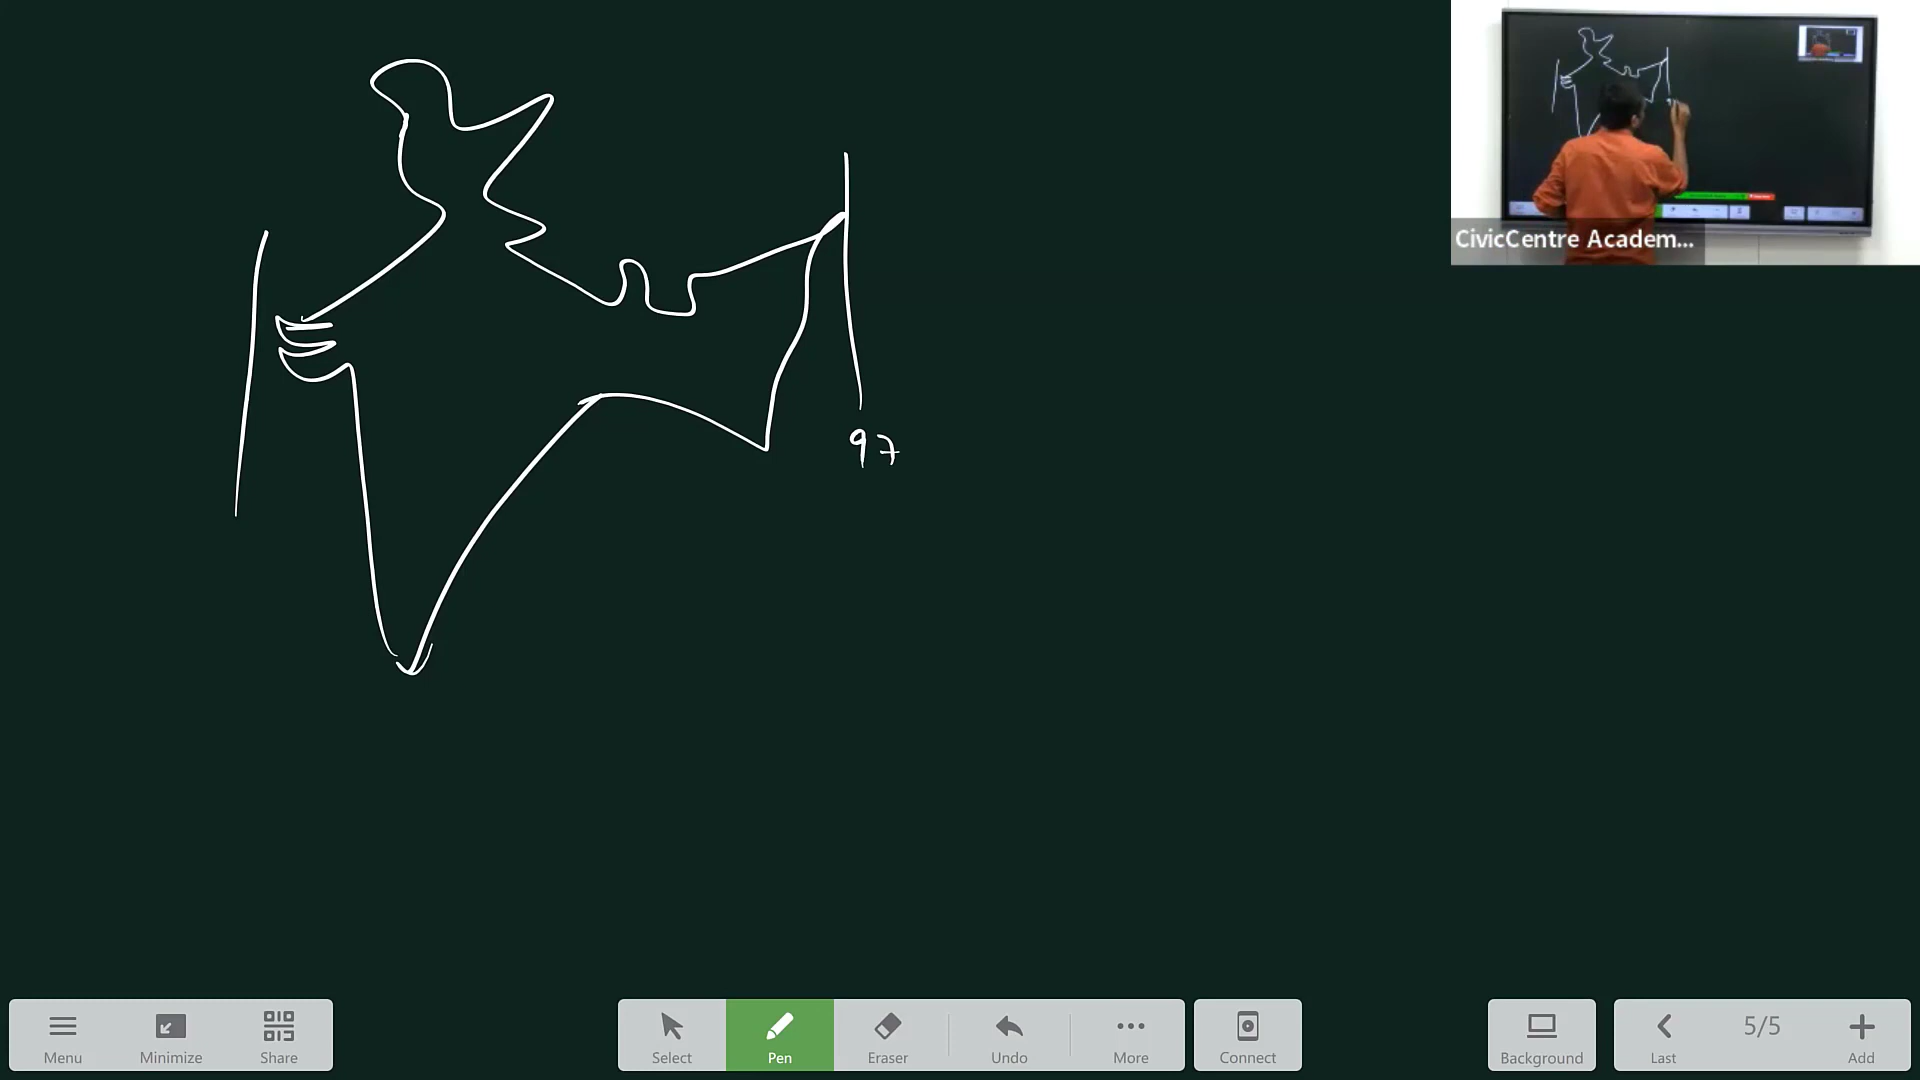 CivicCentre Academ...
97
Menu
Minimize
Share
Select
Pen
Eraser
Undo
More
Connect
Background
Last
5/5
Add